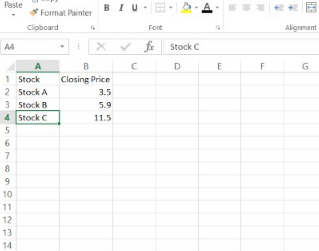 Paste
Format Painter
B I U A
Clipboard
Font
Alignment
A4
fx
Stock C
A B C D E F G
1 Stock Closing Price
2 Stock A 3.5
3 Stock B 5.9
4 Stock C 11.5
5
6
7
8
9
10
11
12
13
14